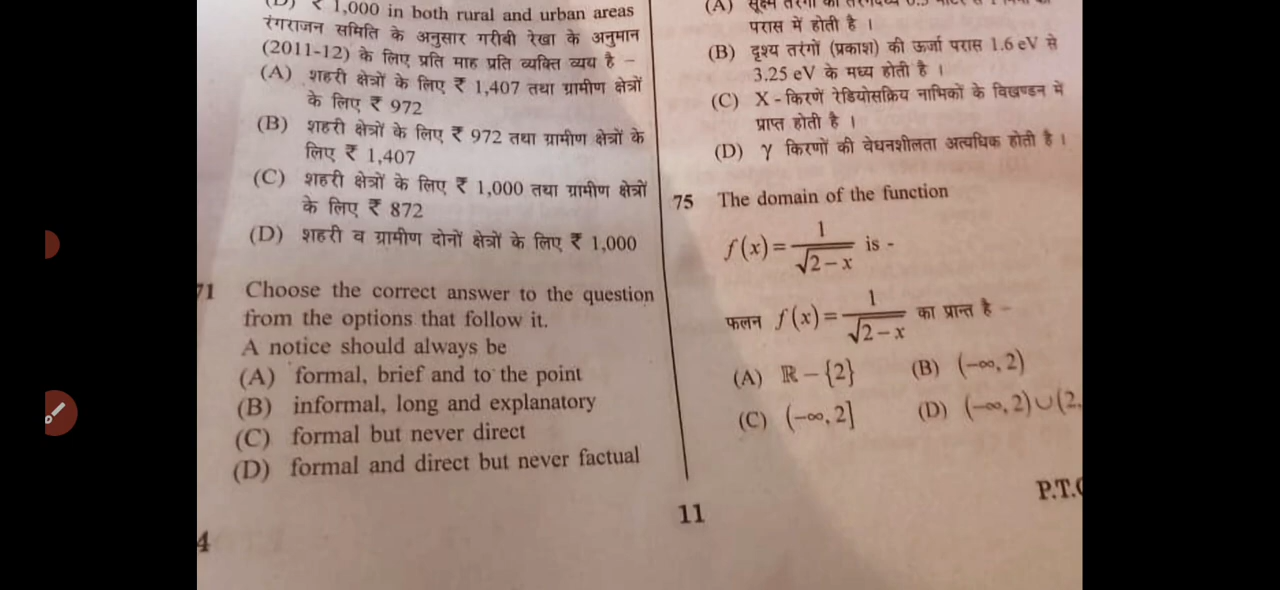 ₹ 1,000 in both rural and urban areas
रंगराजन समिति के अनुसार गरीबी रेखा के अनुमान
(2011-12) के लिए प्रति माह प्रति व्यक्ति व्यय है –
(A) शहरी क्षेत्रों के लिए ₹ 1,407 तथा ग्रामीण क्षेत्रों
के लिए ₹ 972
(B) शहरी क्षेत्रों के लिए ₹ 972 तथा ग्रामीण क्षेत्रों के
लिए ₹ 1,407
(C) शहरी क्षेत्रों के लिए ₹ 1,000 तथा ग्रामीण क्षेत्रों
के लिए ₹ 872
(D) शहरी व ग्रामीण दोनों क्षेत्रों के लिए ₹ 1,000
71 Choose the correct answer to the question
from the options that follow it.
A notice should always be
(A) formal, brief and to the point
(B) informal, long and explanatory
(C) formal but never direct
(D) formal and direct but never factual
4
(A) सूक्ष्म तरंगों
परास में होती है ।
(B) दृश्य तरंगों (प्रकाश) की ऊर्जा परास 1.6 eV से
3.25 eV के मध्य होती है ।
(C) X - किरणें रेडियोसक्रिय नाभिकों के विखण्डन में
प्राप्त होती है ।
(D) γ किरणों की वेधनशीलता अत्यधिक होती है ।
75 The domain of the function
f(x)=1/√2−x is -
फलन f(x)=1/√2−x का प्रान्त है –
(A) ℝ−{2} (B) (−∞, 2)
(C) (−∞, 2] (D) (−∞, 2)∪(2,
11
P.T.